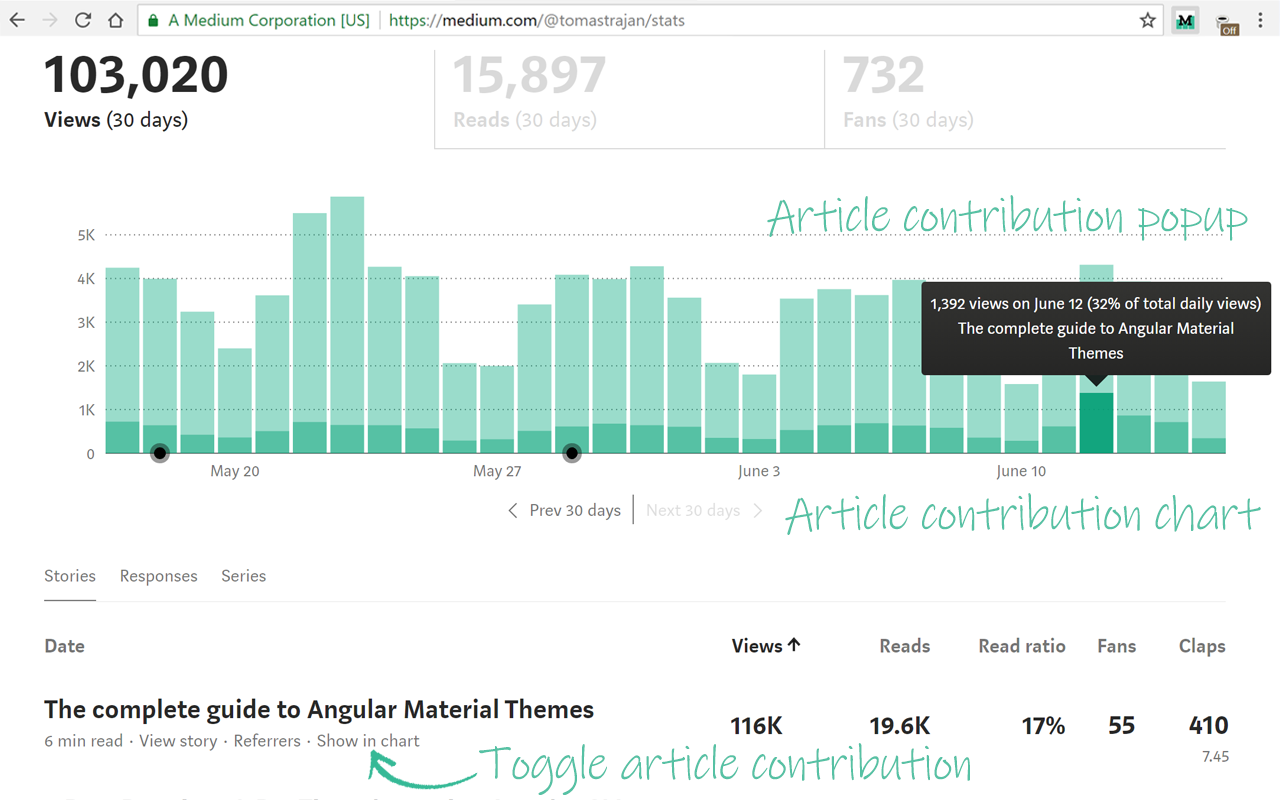 A Medium Corporation [US] https://medium.com/@tomastrajan/stats
M
Off
103,020 15,897 732
Views (30 days) Reads (30 days) Fans (30 days)
Article contribution popup
5K
4K
3K
2K
1K
0
1,392 views on June 12 (32% of total daily views)
The complete guide to Angular Material
Themes
May 20 May 27 June 3 June 10
Prev 30 days Next 30 days
Article contribution chart
Stories Responses Series
Date Views Reads Read ratio Fans Claps
The complete guide to Angular Material Themes 116K 19.6K 17% 55 410
6 min read · View story · Referrers · Show in chart 7.45
Toggle article contribution